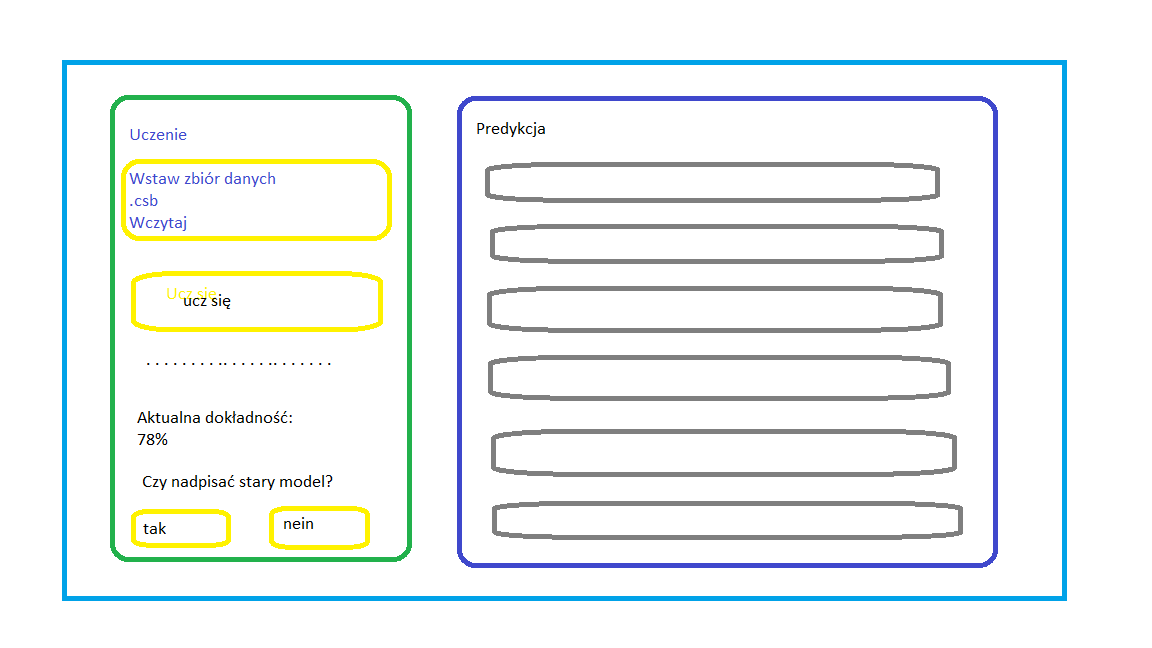 Uczenie
Wstaw zbiór danych
.csb
Wczytaj
Ucz się
ucz się
. . . . . . . . .. . . . . .. . . . . . .
Aktualna dokładność:
78%
Czy nadpisać stary model?
tak
nein
Predykcja